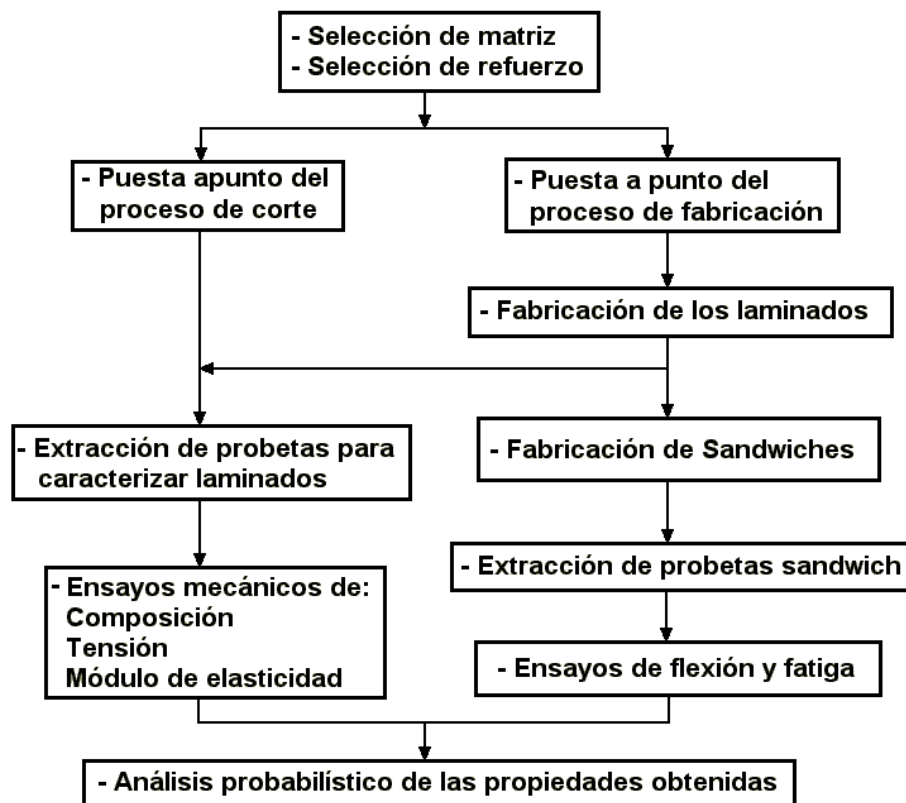 - Selección de matriz
- Selección de refuerzo
- Puesta apunto del
proceso de corte
- Puesta a punto del
proceso de fabricación
- Fabricación de los laminados
- Extracción de probetas para
caracterizar laminados
- Fabricación de Sandwiches
- Extracción de probetas sandwich
- Ensayos mecánicos de:
Composición
Tensión
Módulo de elasticidad
- Ensayos de flexión y fatiga
- Análisis probabilístico de las propiedades obtenidas